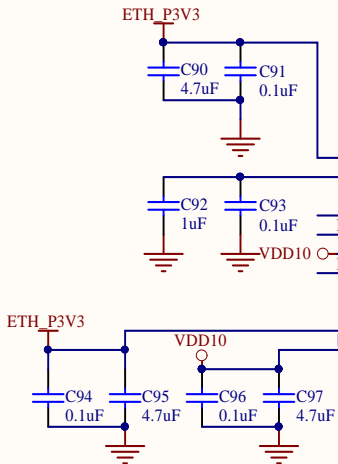 ETH_P3V3
C90
4.7uF
C91
0.1uF
C92
1uF
C93
0.1uF
VDD10
ETH_P3V3
VDD10
C94
0.1uF
C95
4.7uF
C96
0.1uF
C97
4.7uF